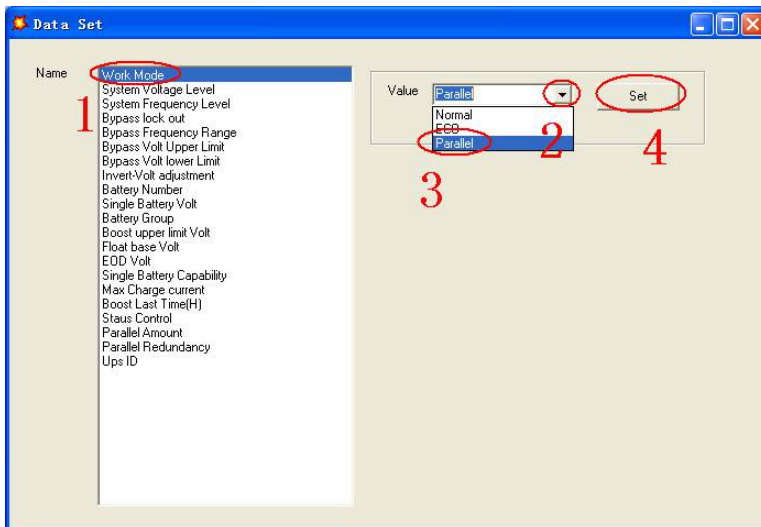 Data Set
Name
Work Mode
System Voltage Level
System Frequency Level
Bypass lock out
Bypass Frequency Range
Bypass Volt Upper Limit
Bypass Volt lower Limit
Invert-Volt adjustment
Battery Number
Single Battery Volt
Battery Group
Boost upper limit Volt
Float base Volt
EOD Volt
Single Battery Capability
Max Charge current
Boost Last Time(H)
Staus Control
Parallel Amount
Parallel Redundancy
Ups ID
1
Value
Parallel
Normal
ECO
Parallel
Set
2
3
4